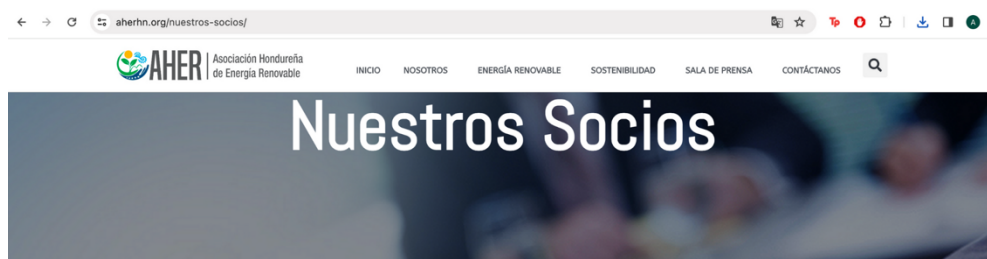 aherhn.org/nuestros-socios/
AHER
Asociación Hondureña
de Energía Renovable
INICIO NOSOTROS ENERGÍA RENOVABLE SOSTENIBILIDAD SALA DE PRENSA CONTÁCTANOS
Nuestros Socios